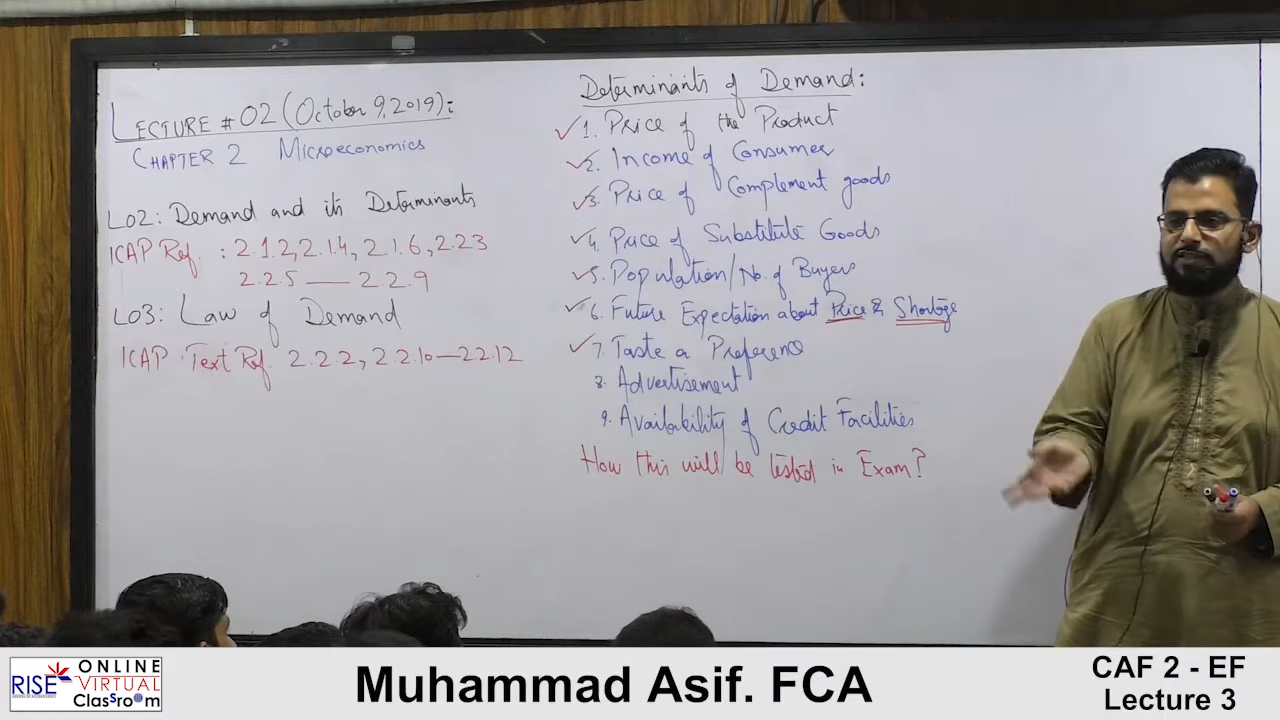 LECTURE # 02 (October 9, 2019):
CHAPTER 2 Microeconomics
LO2: Demand and its Determinants
ICAP Ref. : 2.1.2, 2.1.4, 2.1.6, 2.23
2.2.5 — 2.2.9
LO3: Law of Demand
ICAP Text Ref. 2.2.2, 2.2.10 — 2.2.12
Determinants of Demand:
✓1. Price of the Product
✓2. Income of Consumer
✓3. Price of Complement goods
✓4. Price of Substitute Goods
✓5. Population/No. of Buyers
✓6. Future Expectation about Price & Shortage
✓7. Taste a Preference
8. Advertisement
9. Availability of Credit Facilities
How this will be tested in Exam?
RISE
ONLINE
VIRTUAL
ClassrOom
Muhammad Asif. FCA
CAF 2 - EF
Lecture 3